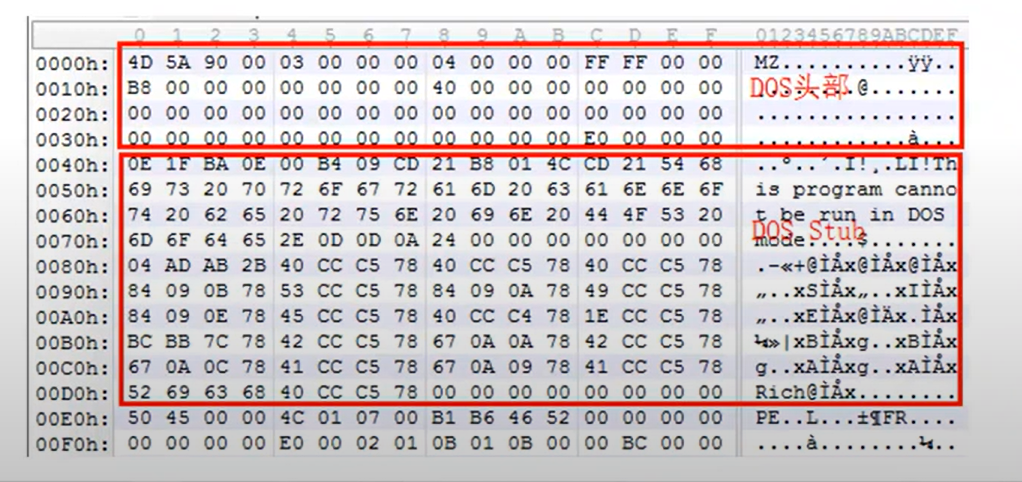 0 1 2 3 4 5 6 7 8 9 A B C D E F 0123456789ABCDEF
0000h: 4D 5A 90 00 03 00 00 00 04 00 00 00 FF FF 00 00 MZ..........ÿÿ..
0010h: B8 00 00 00 00 00 00 00 40 00 00 00 00 00 00 00 DOS头部.@.......
0020h: 00 00 00 00 00 00 00 00 00 00 00 00 00 00 00 00 ................
0030h: 00 00 00 00 00 00 00 00 00 00 00 00 E0 00 00 00 ............à...
0040h: 0E 1F BA 0E 00 B4 09 CD 21 B8 01 4C CD 21 54 68 ..º..´.Í!¸.LÍ!Th
0050h: 69 73 20 70 72 6F 67 72 61 6D 20 63 61 6E 6E 6F is program canno
0060h: 74 20 62 65 20 72 75 6E 20 69 6E 20 44 4F 53 20 t be run in DOS
DOS Stub
0070h: 6D 6F 64 65 2E 0D 0D 0A 24 00 00 00 00 00 00 00 mode....$.......
0080h: 04 AD AB 2B 40 CC C5 78 40 CC C5 78 40 CC C5 78 .-«+@ÌÅx@ÌÅx@ÌÅx
0090h: 84 09 0B 78 53 CC C5 78 84 09 0A 78 49 CC C5 78 „..xSÌÅx„..xIÌÅx
00A0h: 84 09 0E 78 45 CC C5 78 40 CC C4 78 1E CC C5 78 „..xEÌÅx@ÌÄx.ÌÅx
00B0h: BC BB 7C 78 42 CC C5 78 67 0A 0A 78 42 CC C5 78 ¼»|xBÌÅxg..xBÌÅx
00C0h: 67 0A 0C 78 41 CC C5 78 67 0A 09 78 41 CC C5 78 g..xAÌÅxg..xAÌÅx
00D0h: 52 69 63 68 40 CC C5 78 00 00 00 00 00 00 00 00 Rich@ÌÅx........
00E0h: 50 45 00 00 4C 01 07 00 B1 B6 46 52 00 00 00 00 PE..L...±¶FR....
00F0h: 00 00 00 00 E0 00 02 01 0B 01 0B 00 00 BC 00 00 ....à........¼..